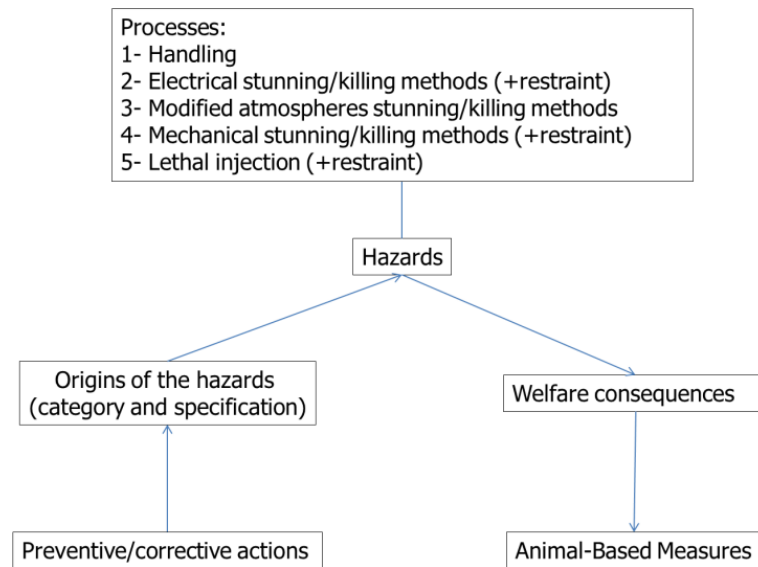 Processes:
1- Handling
2- Electrical stunning/killing methods (+restraint)
3- Modified atmospheres stunning/killing methods
4- Mechanical stunning/killing methods (+restraint)
5- Lethal injection (+restraint)
Hazards
Origins of the hazards
(category and specification)
Welfare consequences
Preventive/corrective actions
Animal-Based Measures